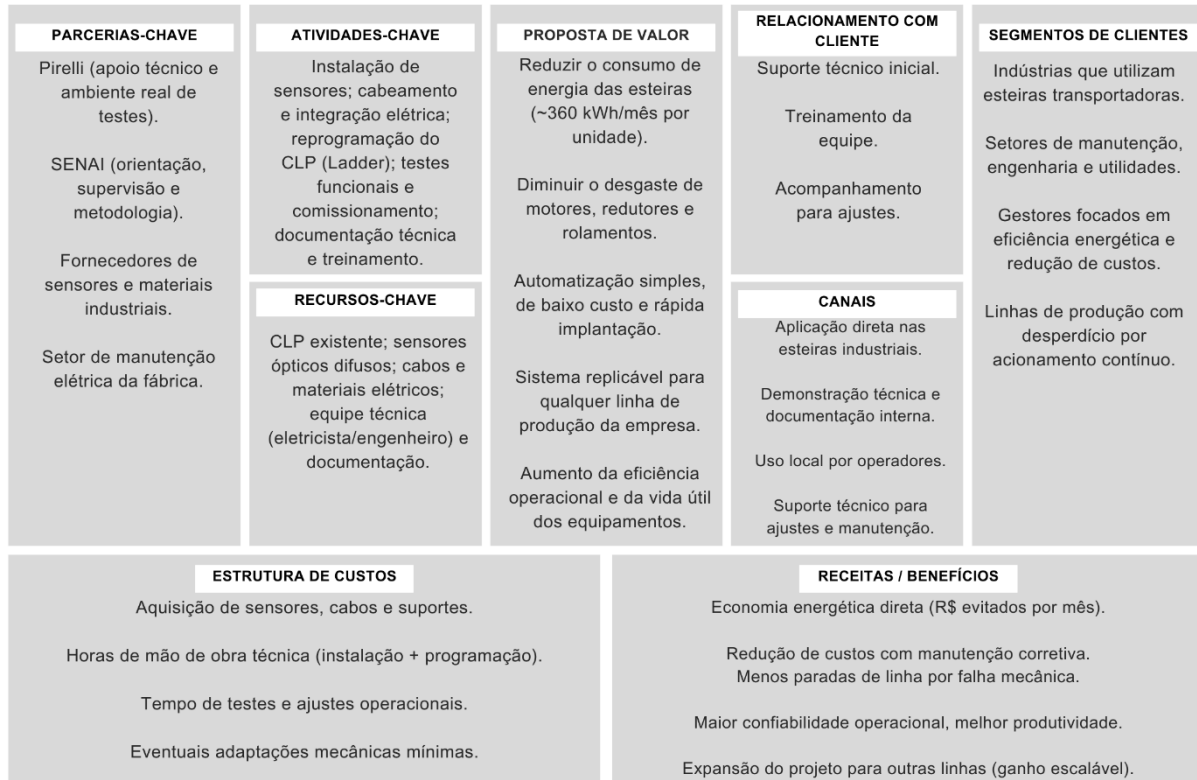 PARCERIAS-CHAVE
Pirelli (apoio técnico e
ambiente real de
testes).
SENAI (orientação,
supervisão e
metodologia).
Fornecedores de
sensores e materiais
industriais.
Setor de manutenção
elétrica da fábrica.
ATIVIDADES-CHAVE
Instalação de
sensores; cabeamento
e integração elétrica;
reprogramação do
CLP (Ladder); testes
funcionais e
comissionamento;
documentação técnica
e treinamento.
RECURSOS-CHAVE
CLP existente; sensores
ópticos difusos; cabos e
materiais elétricos;
equipe técnica
(eletricista/engenheiro) e
documentação.
PROPOSTA DE VALOR
Reduzir o consumo de
energia das esteiras
(~360 kWh/mês por
unidade).
Diminuir o desgaste de
motores, redutores e
rolamentos.
Automatização simples,
de baixo custo e rápida
implantação.
Sistema replicável para
qualquer linha de
produção da empresa.
Aumento da eficiência
operacional e da vida útil
dos equipamentos.
RELACIONAMENTO COM
CLIENTE
Suporte técnico inicial.
Treinamento da
equipe.
Acompanhamento
para ajustes.
CANAIS
Aplicação direta nas
esteiras industriais.
Demonstração técnica e
documentação interna.
Uso local por operadores.
Suporte técnico para
ajustes e manutenção.
SEGMENTOS DE CLIENTES
Indústrias que utilizam
esteiras transportadoras.
Setores de manutenção,
engenharia e utilidades.
Gestores focados em
eficiência energética e
redução de custos.
Linhas de produção com
desperdício por
acionamento contínuo.
ESTRUTURA DE CUSTOS
Aquisição de sensores, cabos e suportes.
Horas de mão de obra técnica (instalação + programação).
Tempo de testes e ajustes operacionais.
Eventuais adaptações mecânicas mínimas.
RECEITAS / BENEFÍCIOS
Economia energética direta (R$ evitados por mês).
Redução de custos com manutenção corretiva.
Menos paradas de linha por falha mecânica.
Maior confiabilidade operacional, melhor produtividade.
Expansão do projeto para outras linhas (ganho escalável).